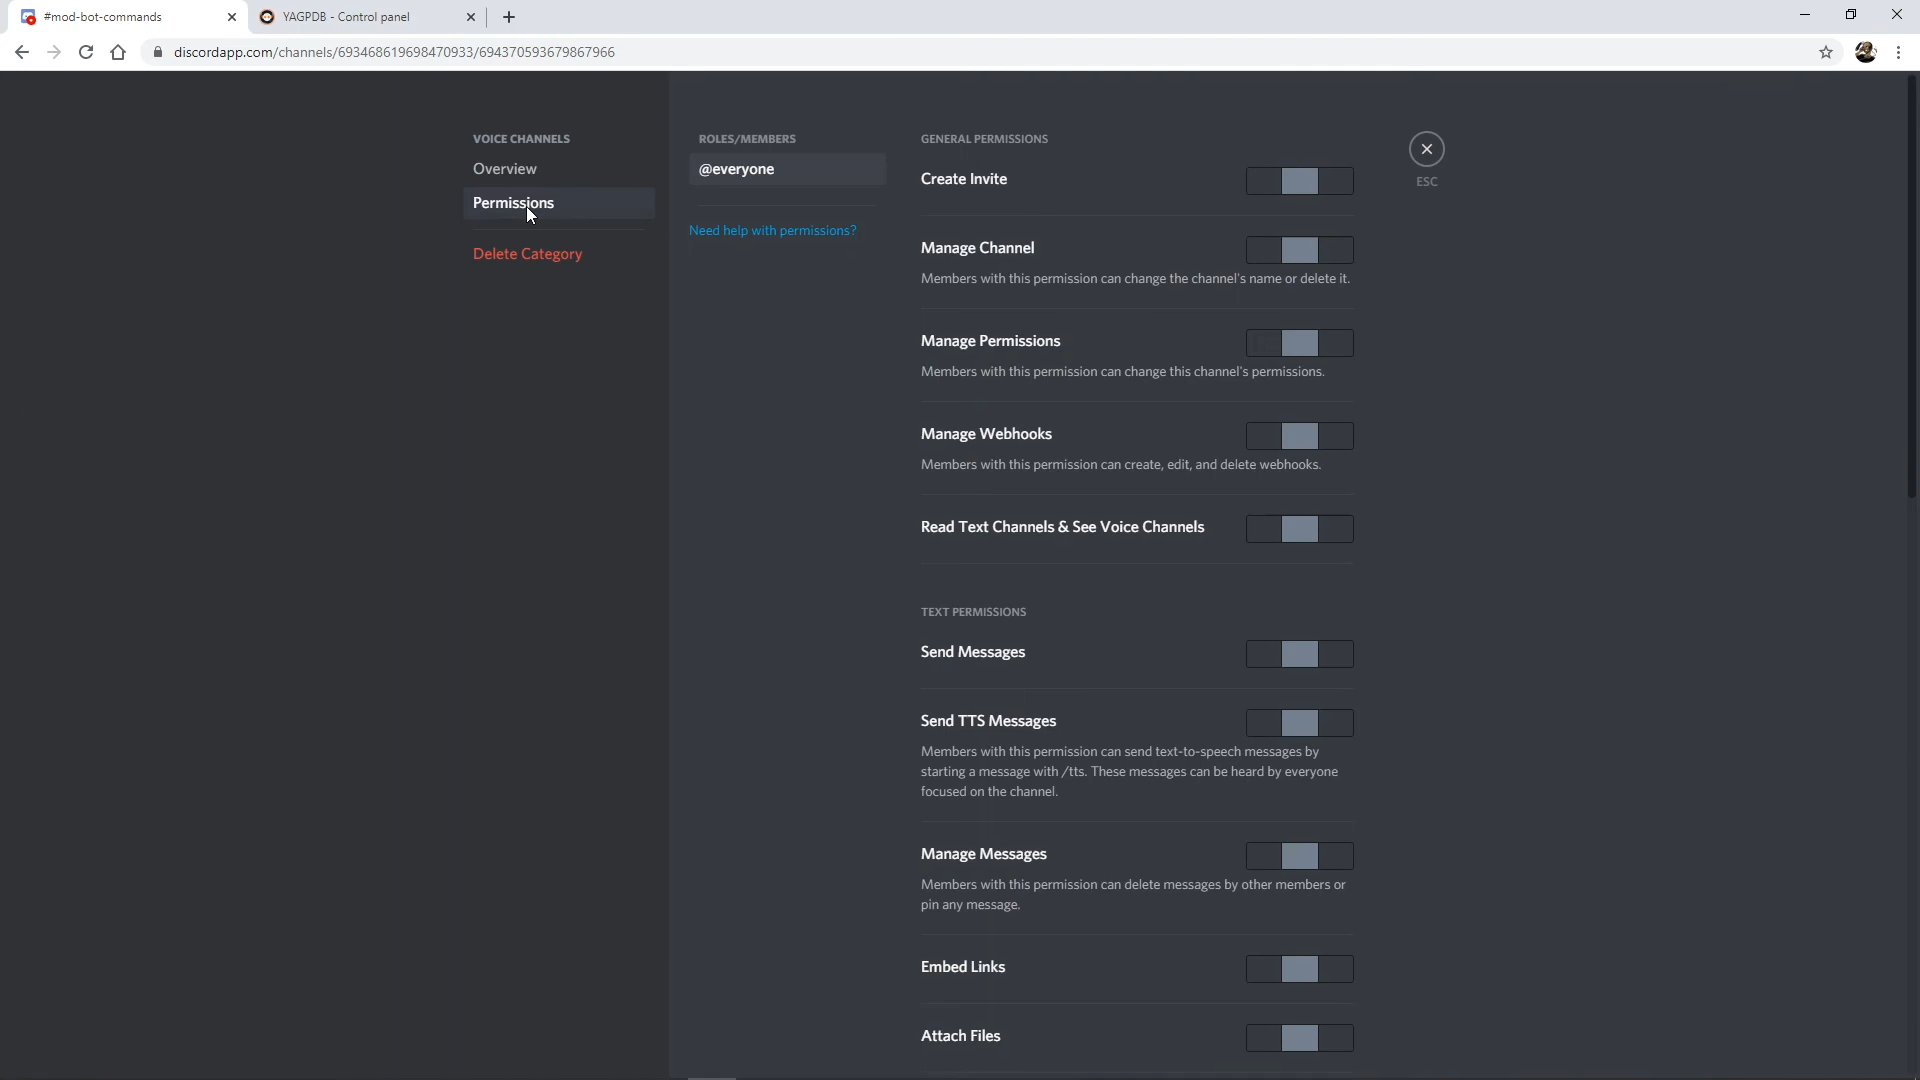 #mod-bot-commands
YAGPDB - Control panel
discordapp.com/channels/693468619698470933/694370593679867966
VOICE CHANNELS
Overview
Permissions
Delete Category
ROLES/MEMBERS
@everyone
Need help with permissions?
GENERAL PERMISSIONS
Create Invite
Manage Channel
Members with this permission can change the channel's name or delete it.
Manage Permissions
Members with this permission can change this channel's permissions.
Manage Webhooks
Members with this permission can create, edit, and delete webhooks.
Read Text Channels & See Voice Channels
TEXT PERMISSIONS
Send Messages
Send TTS Messages
Members with this permission can send text-to-speech messages by
starting a message with /tts. These messages can be heard by everyone
focused on the channel.
Manage Messages
Members with this permission can delete messages by other members or
pin any message.
Embed Links
Attach Files
ESC